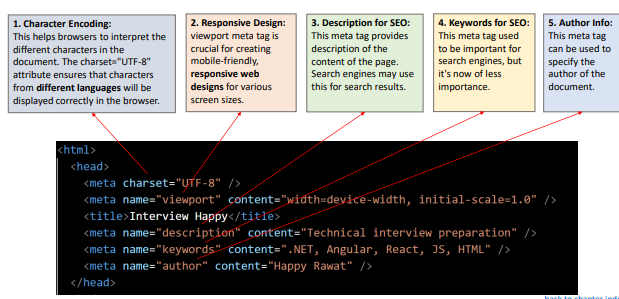 1. Character Encoding:
This helps browsers to interpret the
different characters in the
document. The charset="UTF-8"
attribute ensures that characters
from different languages will be
displayed correctly in the browser.
2. Responsive Design:
viewport meta tag is
crucial for creating
mobile-friendly,
responsive web
designs for various
screen sizes.
3. Description for SEO:
This meta tag provides
description of the
content of the page.
Search engines may use
this for search results.
4. Keywords for SEO:
This meta tag used
to be important for
search engines, but
it's now of less
importance.
5. Author Info:
This meta tag
can be used to
specify the
author of the
document.
<html>
<head>
<meta charset="UTF-8" />
<meta name="viewport" content="width=device-width, initial-scale=1.0" />
<title>Interview Happy</title>
<meta name="description" content="Technical interview preparation" />
<meta name="keywords" content=".NET, Angular, React, JS, HTML" />
<meta name="author" content="Happy Rawat" />
</head>
back to chapter